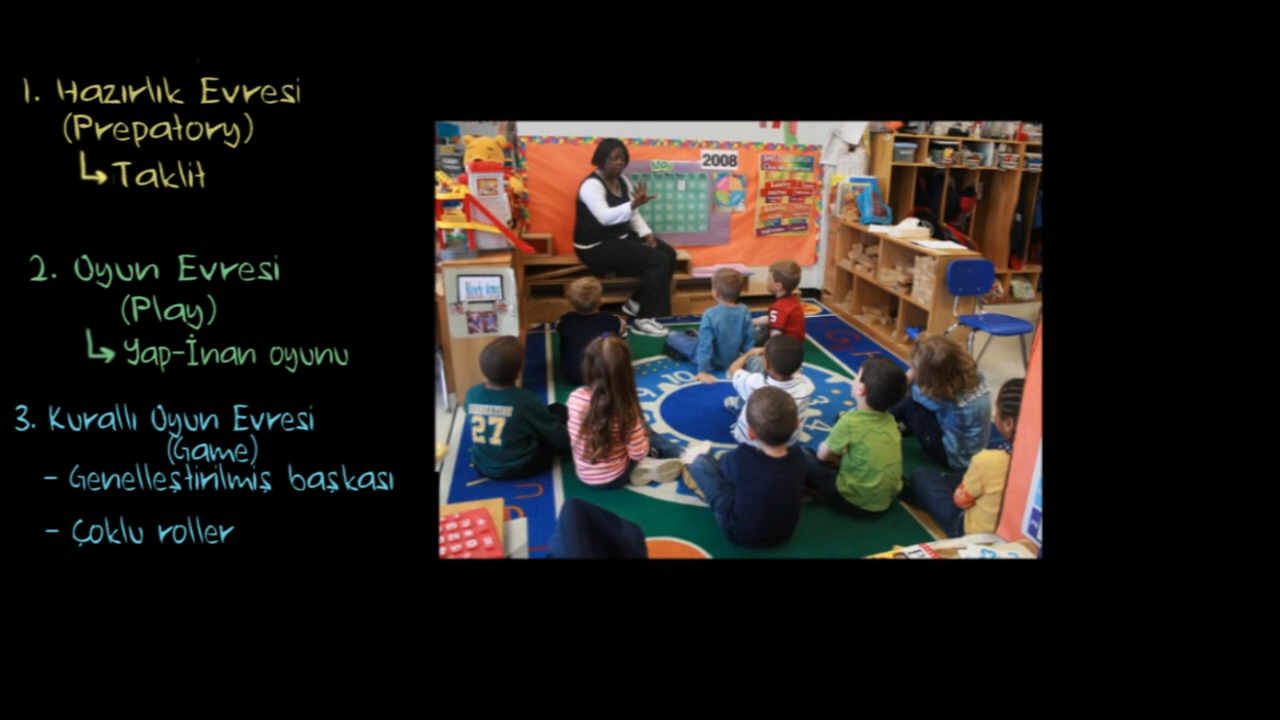 1. Hazırlık Evresi
(Prepatory)
↳ Taklit
2. Oyun Evresi
(Play)
↳ Yap-İnan oyunu
3. Kurallı Oyun Evresi
(Game)
- Genelleştirilmiş başkası
- Çoklu roller
2008
27